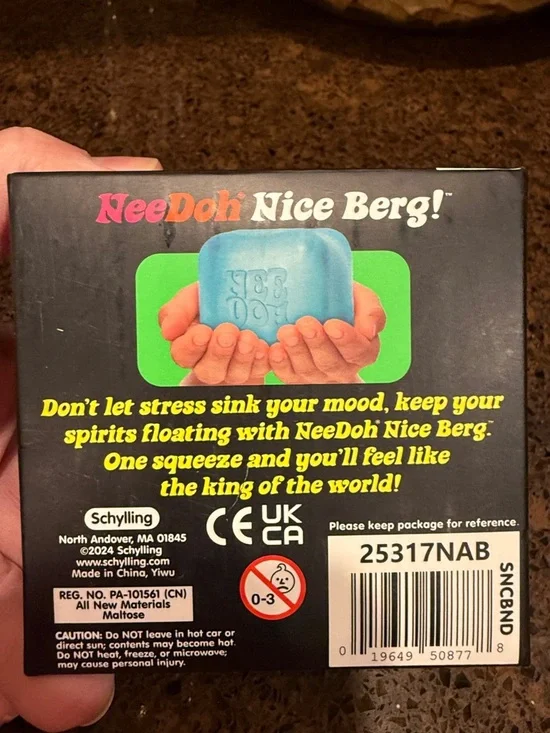 NeeDoh Nice Berg!™
NEE
DOH
Don't let stress sink your mood, keep your
spirits floating with NeeDoh® Nice Berg.™
One squeeze and you'll feel like
the king of the world!
Schylling
North Andover, MA 01845
©2024 Schylling
www.schylling.com
Made in China, Yiwu
REG. NO. PA-101561 (CN)
All New Materials
Maltose
CAUTION: Do NOT leave in hot car or
direct sun; contents may become hot.
Do NOT heat, freeze, or microwave;
may cause personal injury.
CE UK
CA
0-3
Please keep package for reference.
25317NAB
SNCBND
0 19649 50877 8